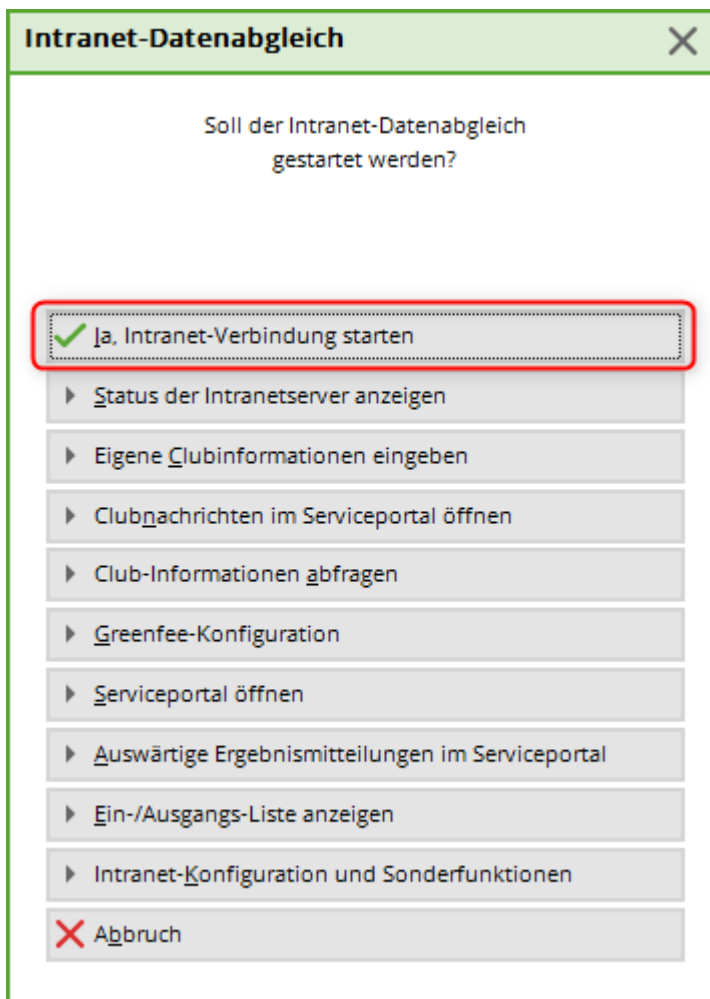 Intranet-Datenabgleich
Soll der Intranet-Datenabgleich
gestartet werden?
Ja, Intranet-Verbindung starten
Status der Intranetserver anzeigen
Eigene Clubinformationen eingeben
Clubnachrichten im Serviceportal öffnen
Club-Informationen abfragen
Greenfee-Konfiguration
Serviceportal öffnen
Auswärtige Ergebnismitteilungen im Serviceportal
Ein-/Ausgangs-Liste anzeigen
Intranet-Konfiguration und Sonderfunktionen
Abbruch